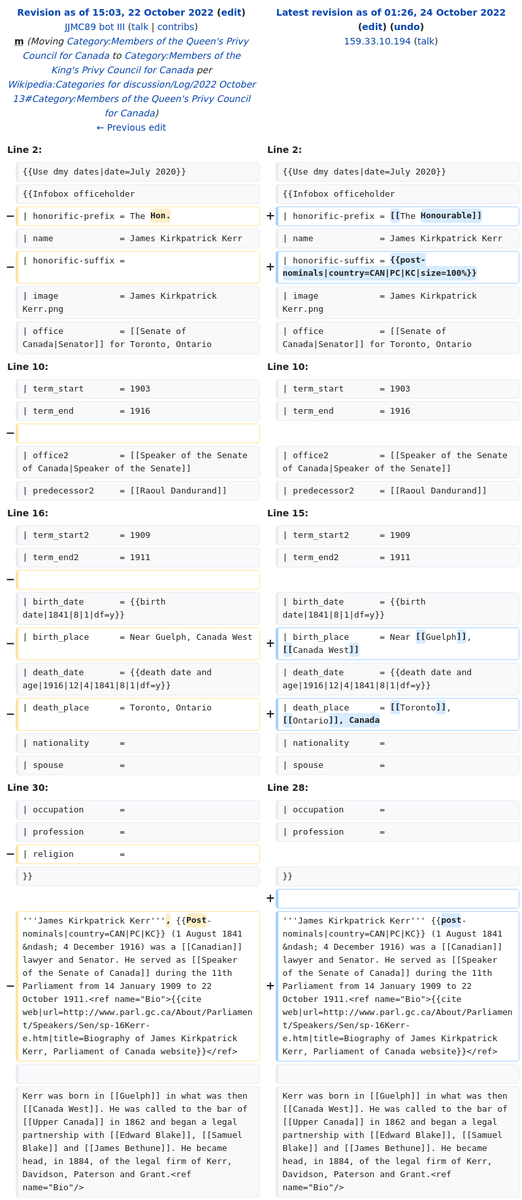 Revision as of 15:03, 22 October 2022 (edit)
JJMC89 bot III (talk | contribs)
m (Moving Category:Members of the Queen's Privy
Council for Canada to Category:Members of the
King's Privy Council for Canada per
Wikipedia:Categories for discussion/Log/2022 October
13#Category:Members of the Queen's Privy Council
for Canada)
← Previous edit
Latest revision as of 01:26, 24 October 2022
(edit) (undo)
159.33.10.194 (talk)
Line 2:
Line 2:
{{Use dmy dates|date=July 2020}}
{{Use dmy dates|date=July 2020}}
{{Infobox officeholder
{{Infobox officeholder
− | honorific-prefix = The Hon.
+ | honorific-prefix = [[The Honourable]]
| name = James Kirkpatrick Kerr
| name = James Kirkpatrick Kerr
− | honorific-suffix =
+ | honorific-suffix = {{post-
nominals|country=CAN|PC|KC|size=100%}}
| image = James Kirkpatrick
Kerr.png
| image = James Kirkpatrick
Kerr.png
| office = [[Senate of
Canada|Senator]] for Toronto, Ontario
| office = [[Senate of
Canada|Senator]] for Toronto, Ontario
Line 10:
Line 10:
| term_start = 1903
| term_start = 1903
| term_end = 1916
| term_end = 1916
−
| office2 = [[Speaker of the Senate
of Canada|Speaker of the Senate]]
| office2 = [[Speaker of the Senate
of Canada|Speaker of the Senate]]
| predecessor2 = [[Raoul Dandurand]]
| predecessor2 = [[Raoul Dandurand]]
Line 16:
Line 15:
| term_start2 = 1909
| term_start2 = 1909
| term_end2 = 1911
| term_end2 = 1911
−
| birth_date = {{birth
date|1841|8|1|df=y}}
| birth_date = {{birth
date|1841|8|1|df=y}}
− | birth_place = Near Guelph, Canada West
+ | birth_place = Near [[Guelph]],
[[Canada West]]
| death_date = {{death date and
age|1916|12|4|1841|8|1|df=y}}
| death_date = {{death date and
age|1916|12|4|1841|8|1|df=y}}
− | death_place = Toronto, Ontario
+ | death_place = [[Toronto]],
[[Ontario]], Canada
| nationality =
| nationality =
| spouse =
| spouse =
Line 30:
Line 28:
| occupation =
| occupation =
| profession =
| profession =
− | religion =
}}
}}
+
− '''James Kirkpatrick Kerr''', {{Post-
nominals|country=CAN|PC|KC}} (1 August 1841
&ndash; 4 December 1916) was a [[Canadian]]
lawyer and Senator. He served as [[Speaker
of the Senate of Canada]] during the 11th
Parliament from 14 January 1909 to 22
October 1911.<ref name="Bio">{{cite
web|url=http://www.parl.gc.ca/About/Parliamen
t/Speakers/Sen/sp-16Kerr-
e.htm|title=Biography of James Kirkpatrick
Kerr, Parliament of Canada website}}</ref>
+ '''James Kirkpatrick Kerr''' {{post-
nominals|country=CAN|PC|KC}} (1 August 1841
&ndash; 4 December 1916) was a [[Canadian]]
lawyer and Senator. He served as [[Speaker
of the Senate of Canada]] during the 11th
Parliament from 14 January 1909 to 22
October 1911.<ref name="Bio">{{cite
web|url=http://www.parl.gc.ca/About/Parliamen
t/Speakers/Sen/sp-16Kerr-
e.htm|title=Biography of James Kirkpatrick
Kerr, Parliament of Canada website}}</ref>
Kerr was born in [[Guelph]] in what was then
[[Canada West]]. He was called to the bar of
[[Upper Canada]] in 1862 and began a legal
partnership with [[Edward Blake]], [[Samuel
Blake]] and [[James Bethune]]. He became
head, in 1884, of the legal firm of Kerr,
Davidson, Paterson and Grant.<ref
name="Bio"/>
Kerr was born in [[Guelph]] in what was then
[[Canada West]]. He was called to the bar of
[[Upper Canada]] in 1862 and began a legal
partnership with [[Edward Blake]], [[Samuel
Blake]] and [[James Bethune]]. He became
head, in 1884, of the legal firm of Kerr,
Davidson, Paterson and Grant.<ref
name="Bio"/>